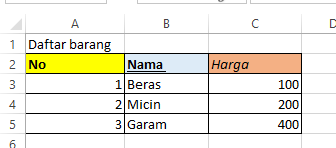 A B C D
1 Daftar barang
2 No Nama Harga
3 1 Beras 100
4 2 Micin 200
5 3 Garam 400